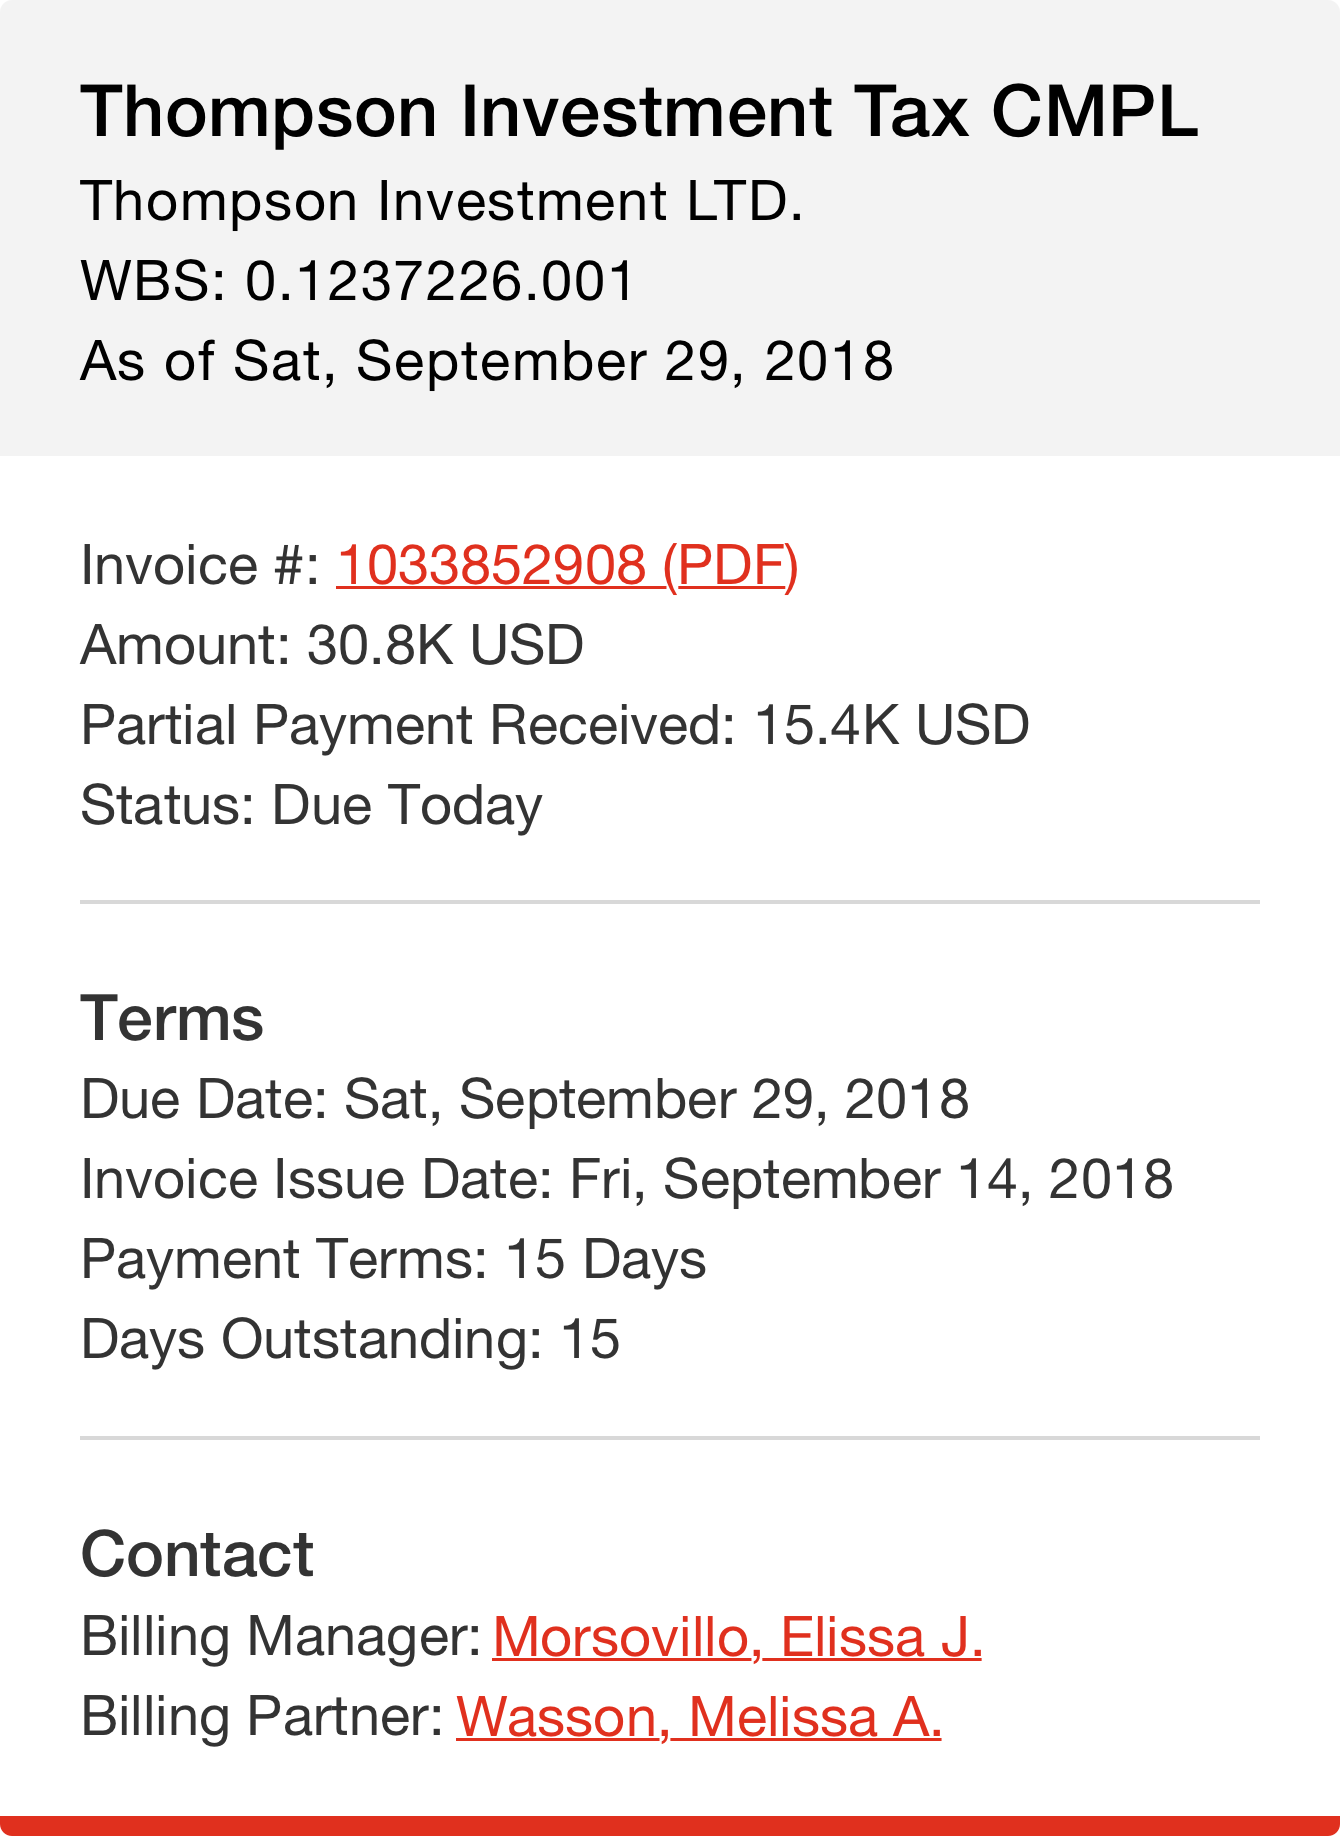 Thompson Investment Tax CMPL
Thompson Investment LTD.
WBS: 0.1237226.001
As of Sat, September 29, 2018
Invoice #: 1033852908 (PDF)
Amount: 30.8K USD
Partial Payment Received: 15.4K USD
Status: Due Today
Terms
Due Date: Sat, September 29, 2018
Invoice Issue Date: Fri, September 14, 2018
Payment Terms: 15 Days
Days Outstanding: 15
Contact
Billing Manager: Morsovillo, Elissa J.
Billing Partner: Wasson, Melissa A.